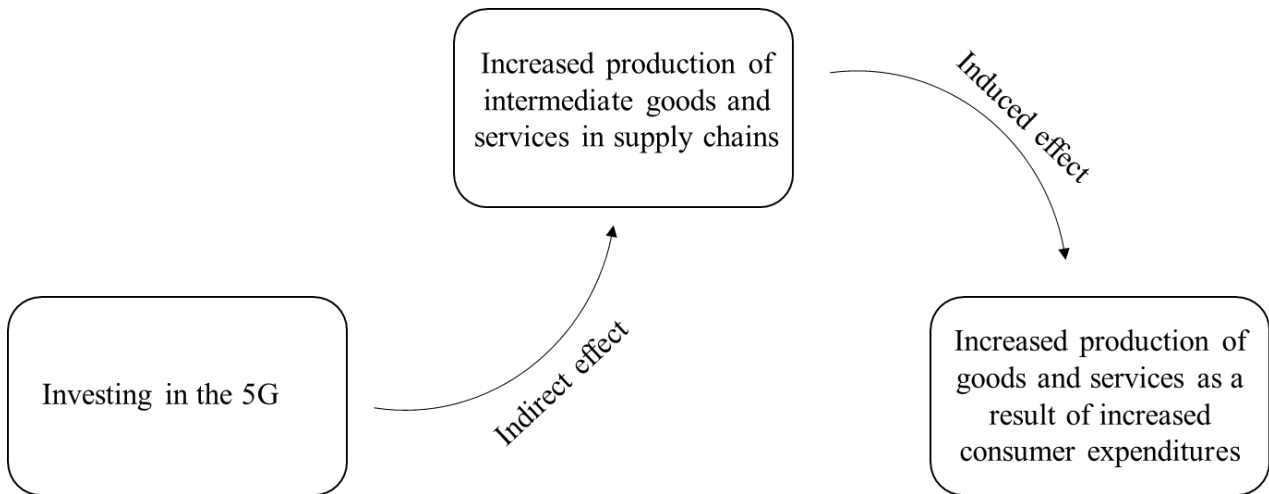 Increased production of
intermediate goods and
services in supply chains
Induced effect
Investing in the 5G
Indirect effect
Increased production of
goods and services as a
result of increased
consumer expenditures